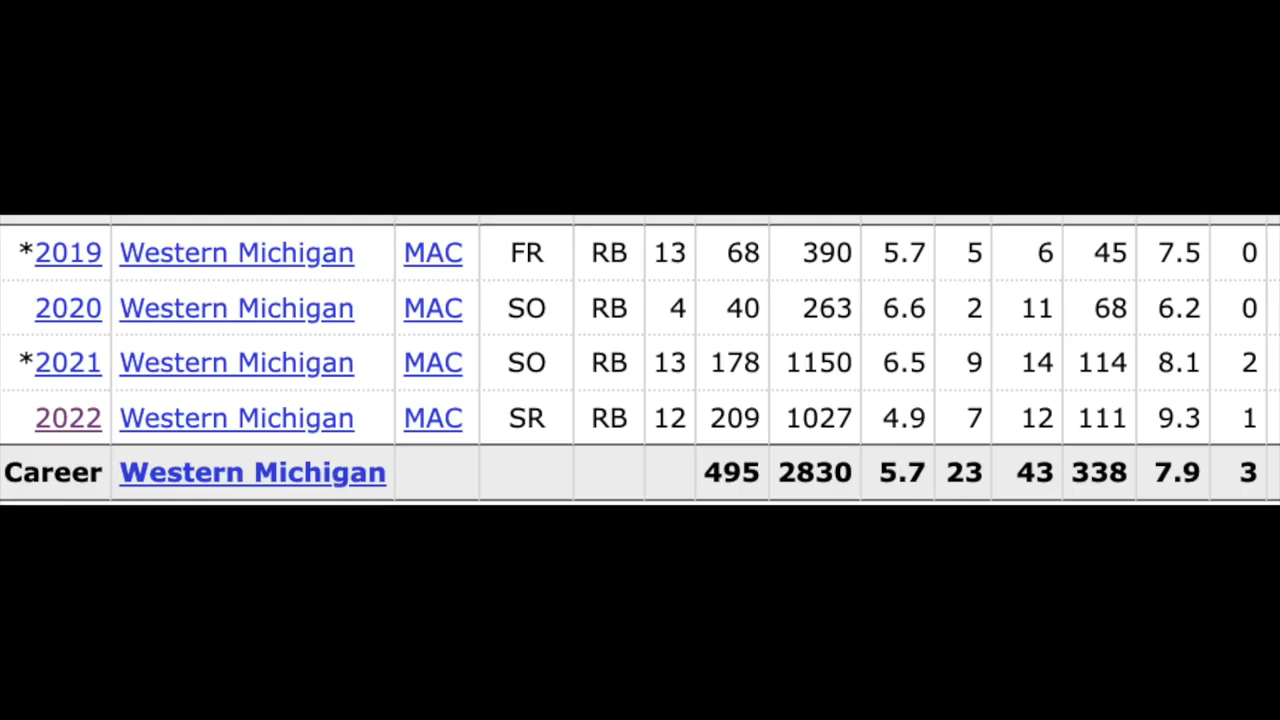 *2019 Western Michigan MAC FR RB 13 68 390 5.7 5 6 45 7.5 0
2020 Western Michigan MAC SO RB 4 40 263 6.6 2 11 68 6.2 0
*2021 Western Michigan MAC SO RB 13 178 1150 6.5 9 14 114 8.1 2
2022 Western Michigan MAC SR RB 12 209 1027 4.9 7 12 111 9.3 1
Career Western Michigan 495 2830 5.7 23 43 338 7.9 3